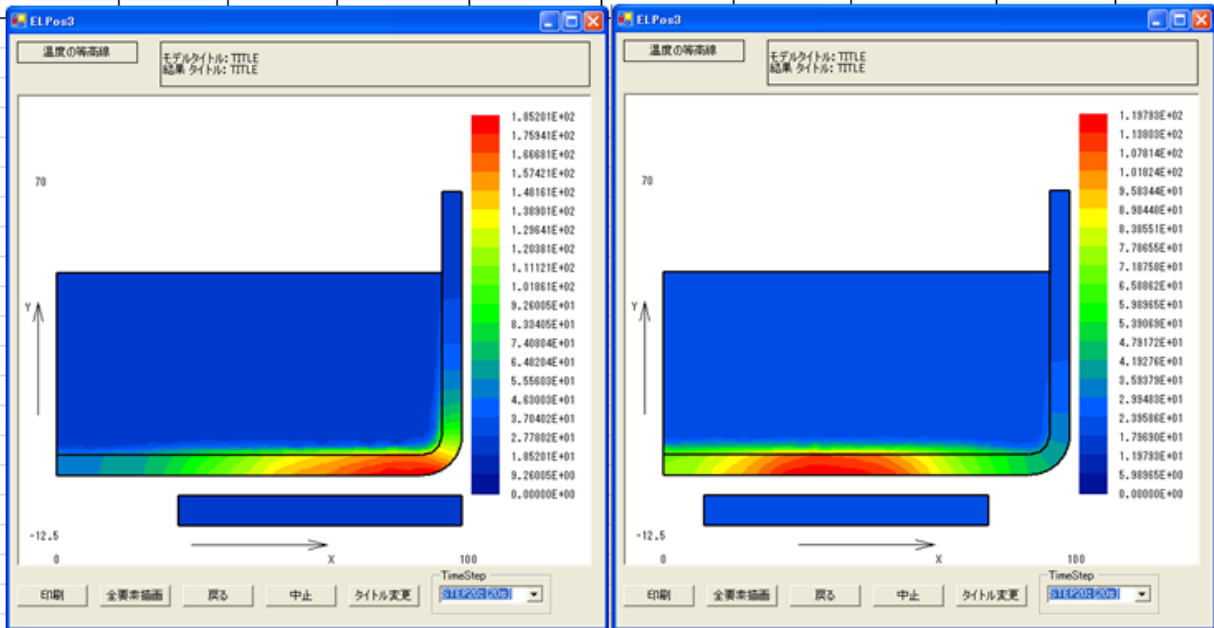 ELPos3
温度の等高線
モデルタイトル: TITLE
結果 タイトル: TITLE
1.85201E+02
1.75941E+02
1.66681E+02
1.57421E+02
1.48161E+02
1.38901E+02
1.29641E+02
1.20381E+02
1.11121E+02
1.01861E+02
9.26005E+01
8.33405E+01
7.40804E+01
6.48204E+01
5.55603E+01
4.63003E+01
3.70402E+01
2.77802E+01
1.85201E+01
9.26005E+00
0.00000E+00
70
Y
-12.5
0
X
100
TimeStep
印刷
全要素描画
戻る
中止
タイトル変更
STEP20:[20s]
ELPos3
温度の等高線
モデルタイトル: TITLE
結果 タイトル: TITLE
1.19793E+02
1.13803E+02
1.07814E+02
1.01824E+02
9.58344E+01
8.98448E+01
8.38551E+01
7.78655E+01
7.18758E+01
6.58862E+01
5.98965E+01
5.39069E+01
4.79172E+01
4.19276E+01
3.59379E+01
2.99483E+01
2.39586E+01
1.79690E+01
1.19793E+01
5.98965E+00
0.00000E+00
70
Y
-12.5
0
X
100
TimeStep
印刷
全要素描画
戻る
中止
タイトル変更
STEP20:[20s]